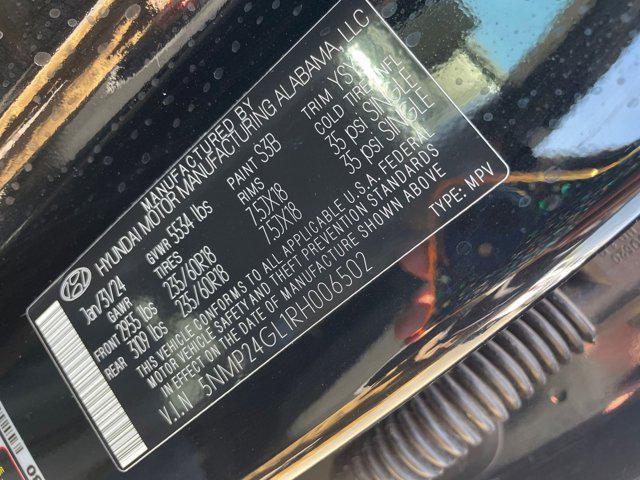 MANUFACTURED BY
HYUNDAI MOTOR MANUFACTURING ALABAMA, LLC
Jan/31/24 GVWR 5534 lbs PAINT S3B TRIM
GAWR TIRES RIMS COLD TIRE INFL
FRONT 2955 lbs 235/60R18 7.5X18 35 psi SINGLE
REAR 3109 lbs 235/60R18 7.5X18 35 psi SINGLE
THIS VEHICLE CONFORMS TO ALL APPLICABLE U.S.A. FEDERAL
MOTOR VEHICLE SAFETY AND THEFT PREVENTION STANDARDS
IN EFFECT ON THE DATE OF MANUFACTURE SHOWN ABOVE
V.I.N 5NMP24GL1RH006502 TYPE: MPV